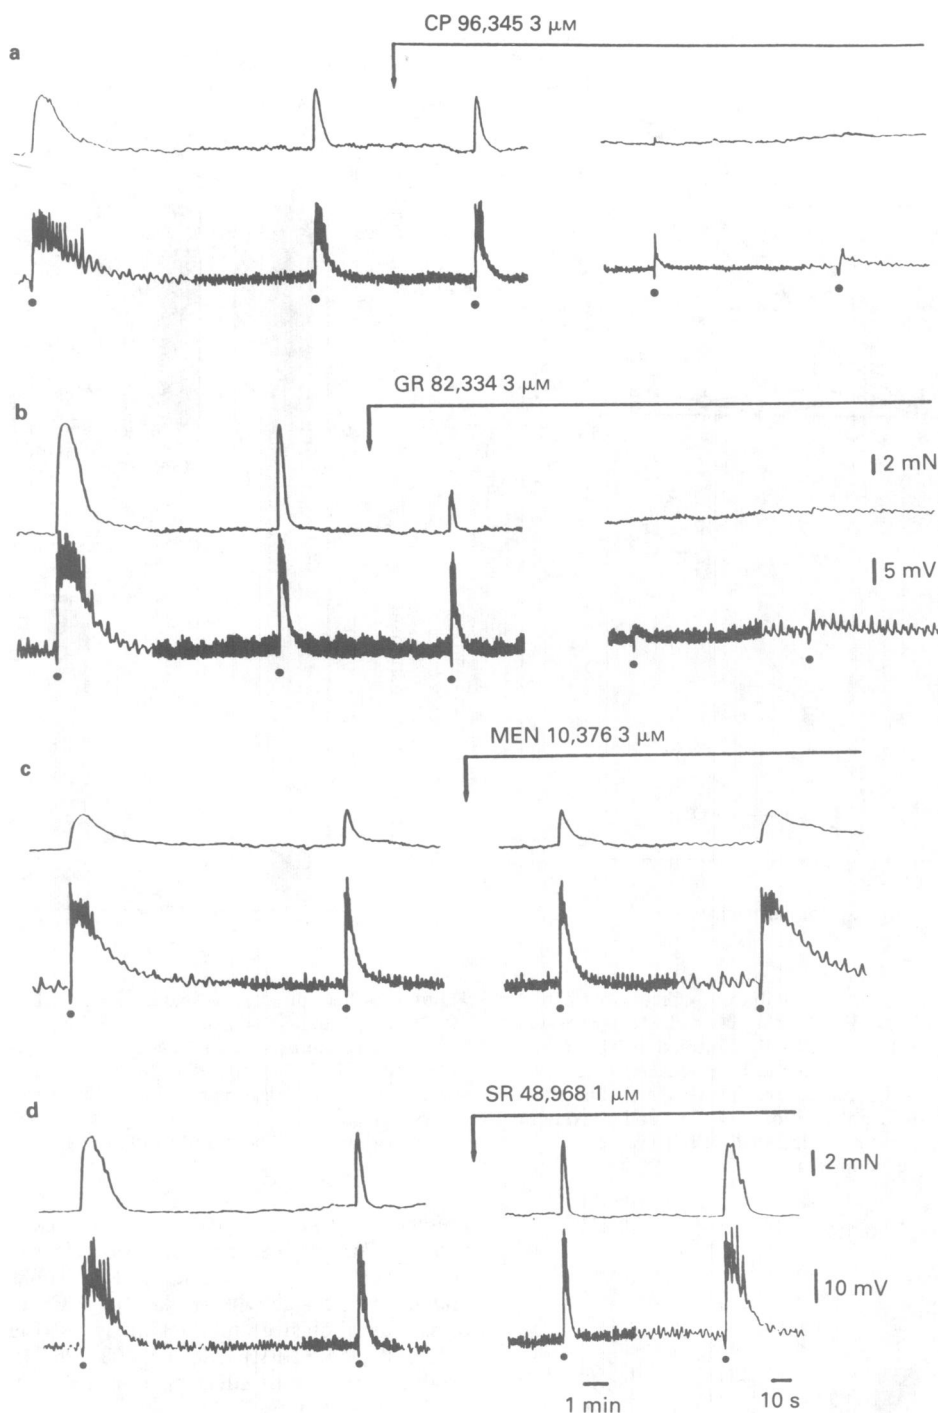 CP 96,345 3 μM
a
GR 82,334 3 μM
b
2 mN
5 mV
MEN 10,376 3 μM
c
SR 48,968 1 μM
d
2 mN
10 mV
1 min
10 s